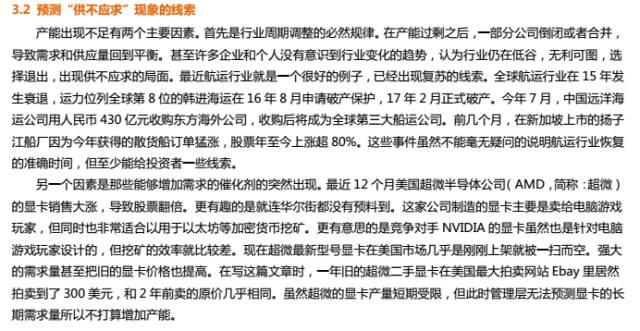 3.2 预测“供不应求”现象的线索
产能出现不足有两个主要因素。首先是行业周期调整的必然规律。在产能过剩之后，一部分公司倒闭或者合并，
导致需求和供应量回到平衡。甚至许多企业和个人没有意识到行业变化的趋势，认为行业仍在低谷，无利可图，选
择退出，出现供不应求的局面。最近航运行业就是一个很好的例子，已经出现复苏的线索。全球航运行业在 15 年发
生衰退，运力位列全球第 8 位的韩进海运在 16 年 8 月申请破产保护，17 年 2 月正式破产。今年 7 月，中国远洋海
运公司用人民币 430 亿元收购东方海外公司，收购后将成为全球第三大船运公司。前几个月，在新加坡上市的扬子
江船厂因为今年获得的散货船订单猛涨，股票年至今上涨超 80%。这些事件虽然不能毫无疑问的说明航运行业恢复
的准确时间，但至少能给投资者一些线索。
另一个因素是那些能够增加需求的催化剂的突然出现。最近 12 个月美国超微半导体公司（AMD，简称：超微）
的显卡销售大涨，导致股票翻倍。更有趣的是就连华尔街都没有预料到。这家公司制造的显卡主要是卖给电脑游戏
玩家，但同时也非常适合以用于以太坊等加密货币挖矿。更有意思的是竞争对手 NVIDIA 的显卡虽然也是针对电脑
游戏玩家设计的，但挖矿的效率就比较差。现在超微最新型号显卡在美国市场几乎是刚刚上架就被一扫而空。强大
的需求量甚至把旧的显卡价格也提高。在写这篇文章时，一年旧的超微二手显卡在美国最大拍卖网站 Ebay 里居然
拍卖到了 300 美元，和 2 年前卖的原价几乎相同。虽然超微的显卡产量短期受限，但此时管理层无法预测显卡的长
期需求量所以不打算增加产能。